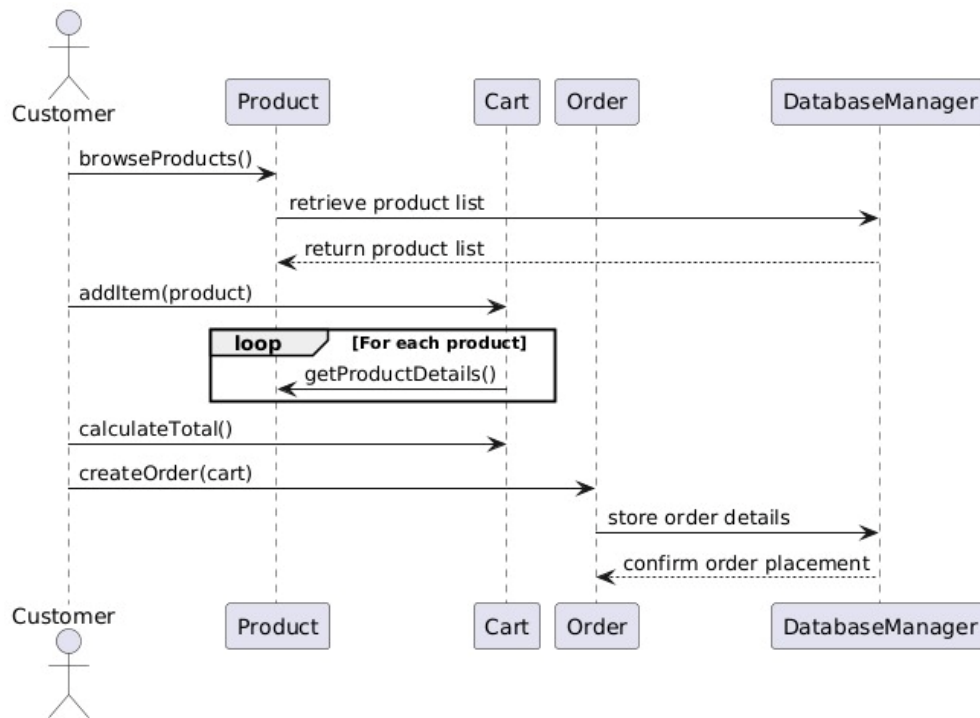 Customer
Product
Cart
Order
DatabaseManager
browseProducts()
retrieve product list
return product list
addItem(product)
loop
[For each product]
getProductDetails()
calculateTotal()
createOrder(cart)
store order details
confirm order placement
Customer
Product
Cart
Order
DatabaseManager